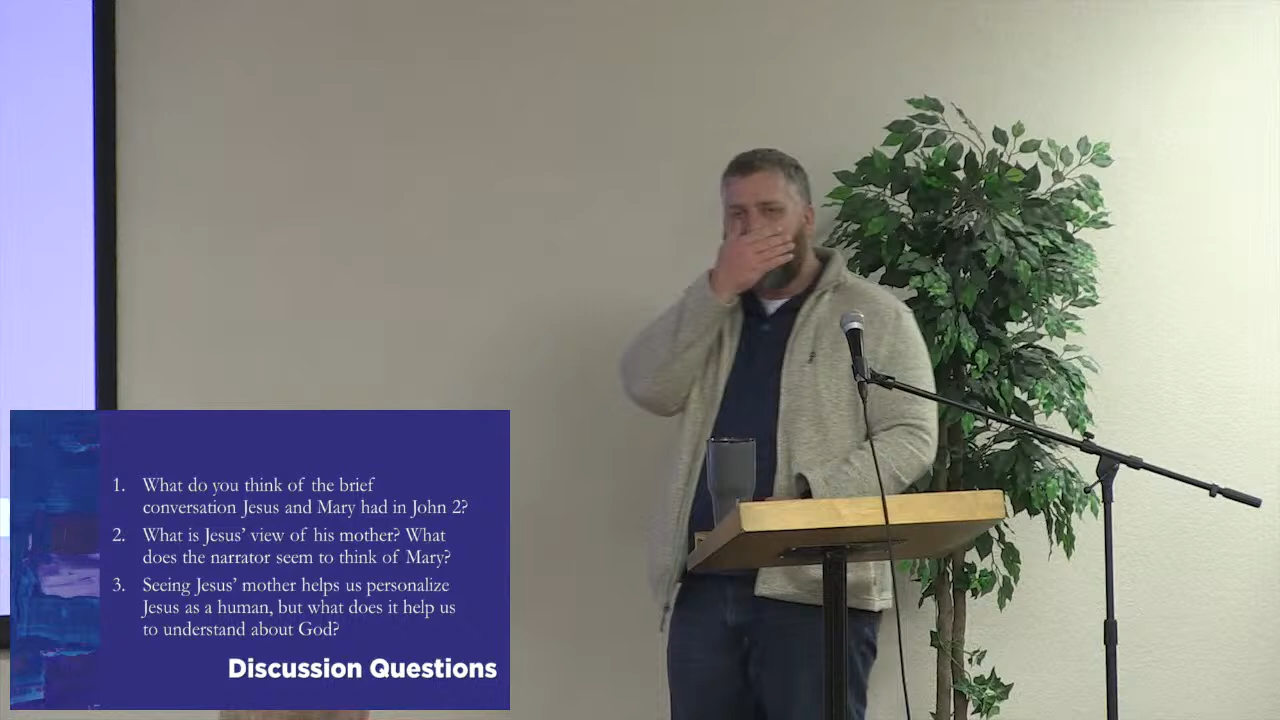 1. What do you think of the brief
conversation Jesus and Mary had in John 2?
2. What is Jesus’ view of his mother? What
does the narrator seem to think of Mary?
3. Seeing Jesus’ mother helps us personalize
Jesus as a human, but what does it help us
to understand about God?
Discussion Questions